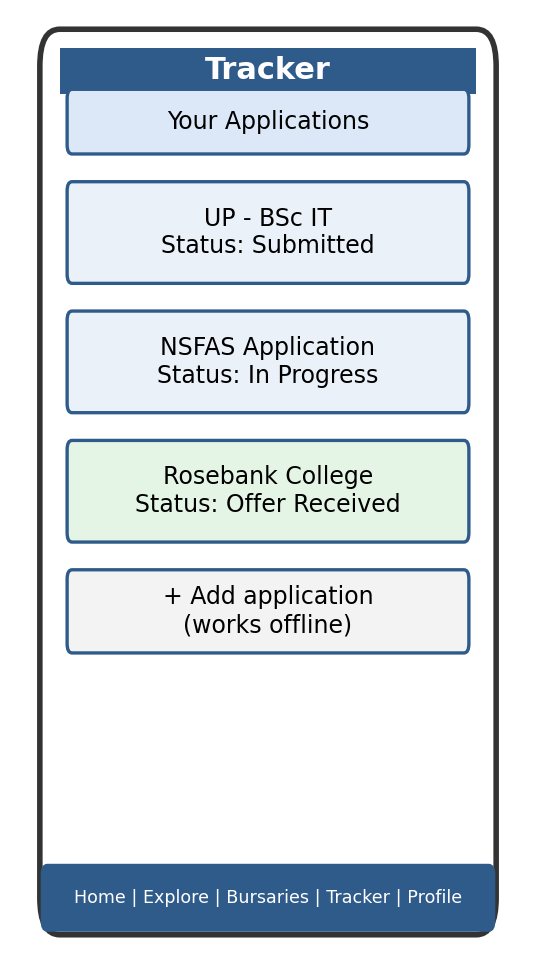 Tracker
Your Applications
UP - BSc IT
Status: Submitted
NSFAS Application
Status: In Progress
Rosebank College
Status: Offer Received
+ Add application
(works offline)
Home | Explore | Bursaries | Tracker | Profile